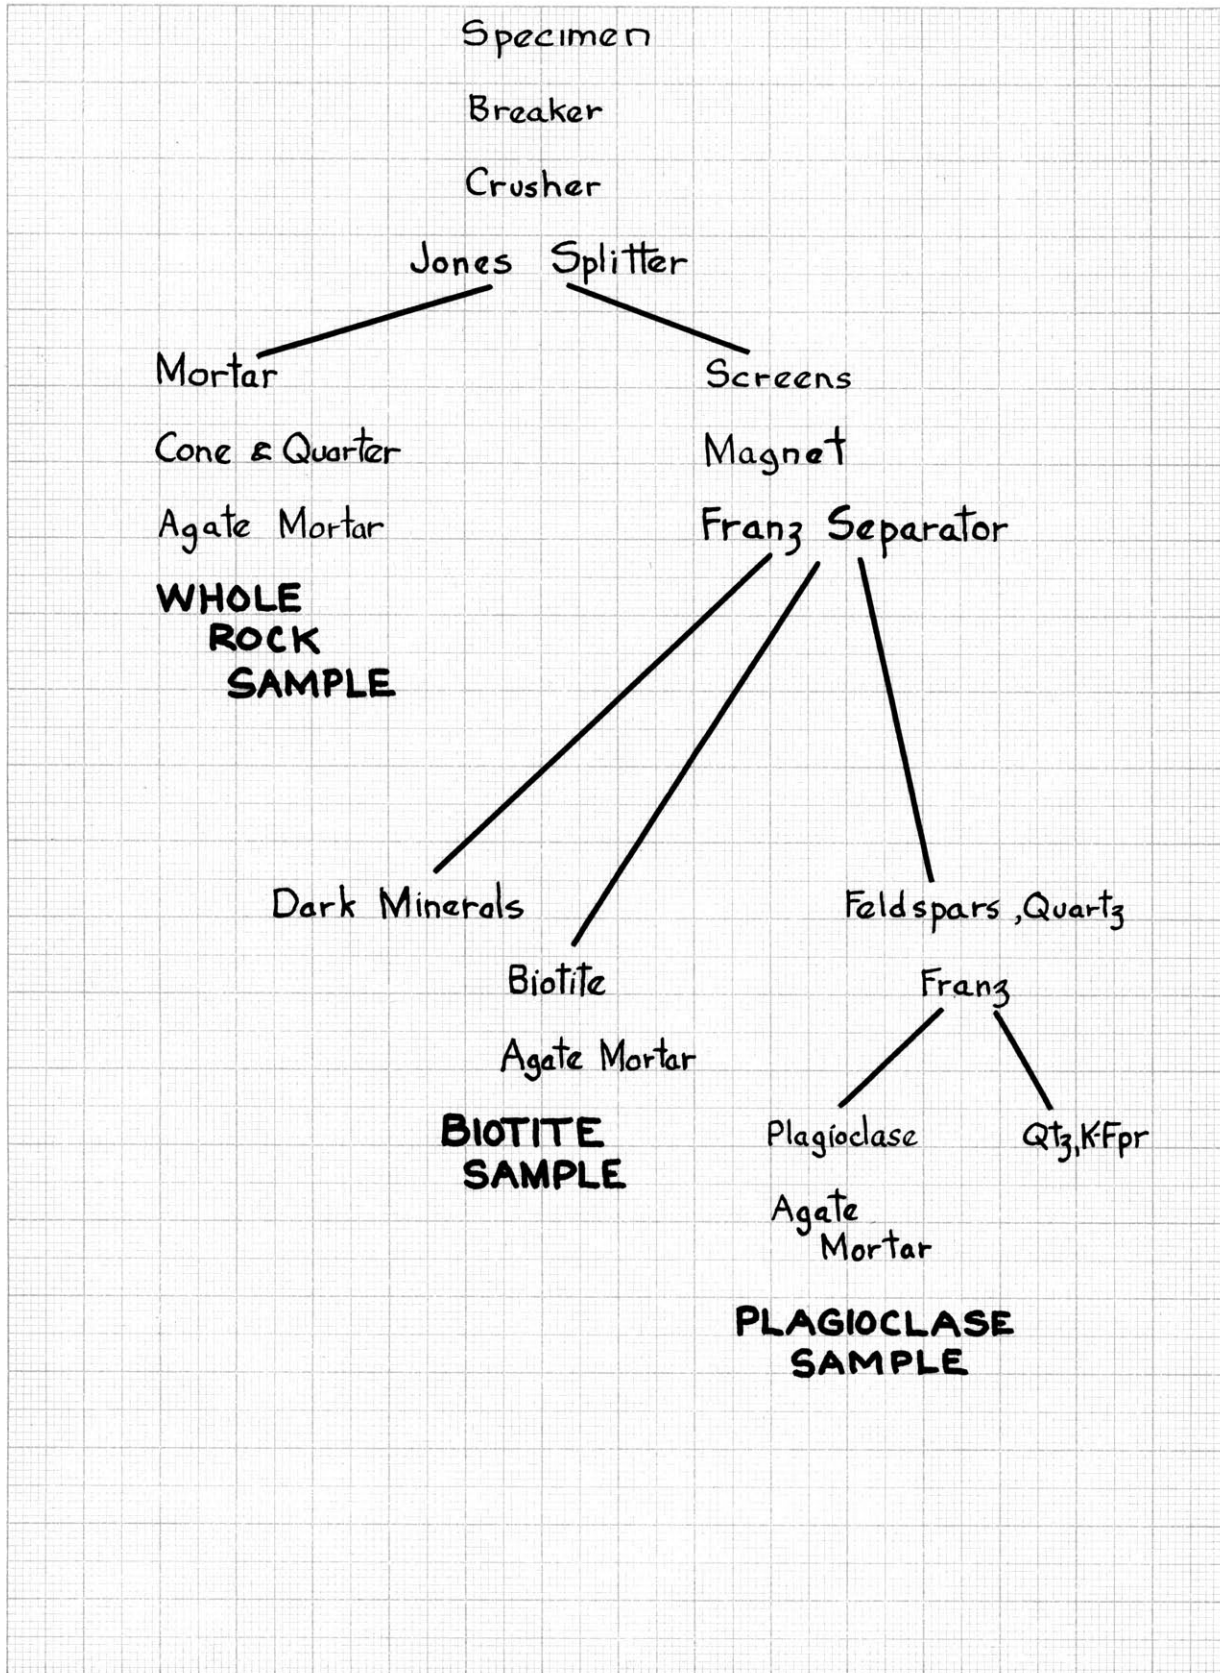 Specimen
Breaker
Crusher
Jones Splitter
Mortar
Screens
Cone & Quarter
Magnet
Agate Mortar
Franz Separator
WHOLE
ROCK
SAMPLE
Dark Minerals
Feldspars, Quartz
Biotite
Franz
Agate Mortar
BIOTITE
SAMPLE
Plagioclase
Qtz, K-Fpr
Agate
Mortar
PLAGIOCLASE
SAMPLE